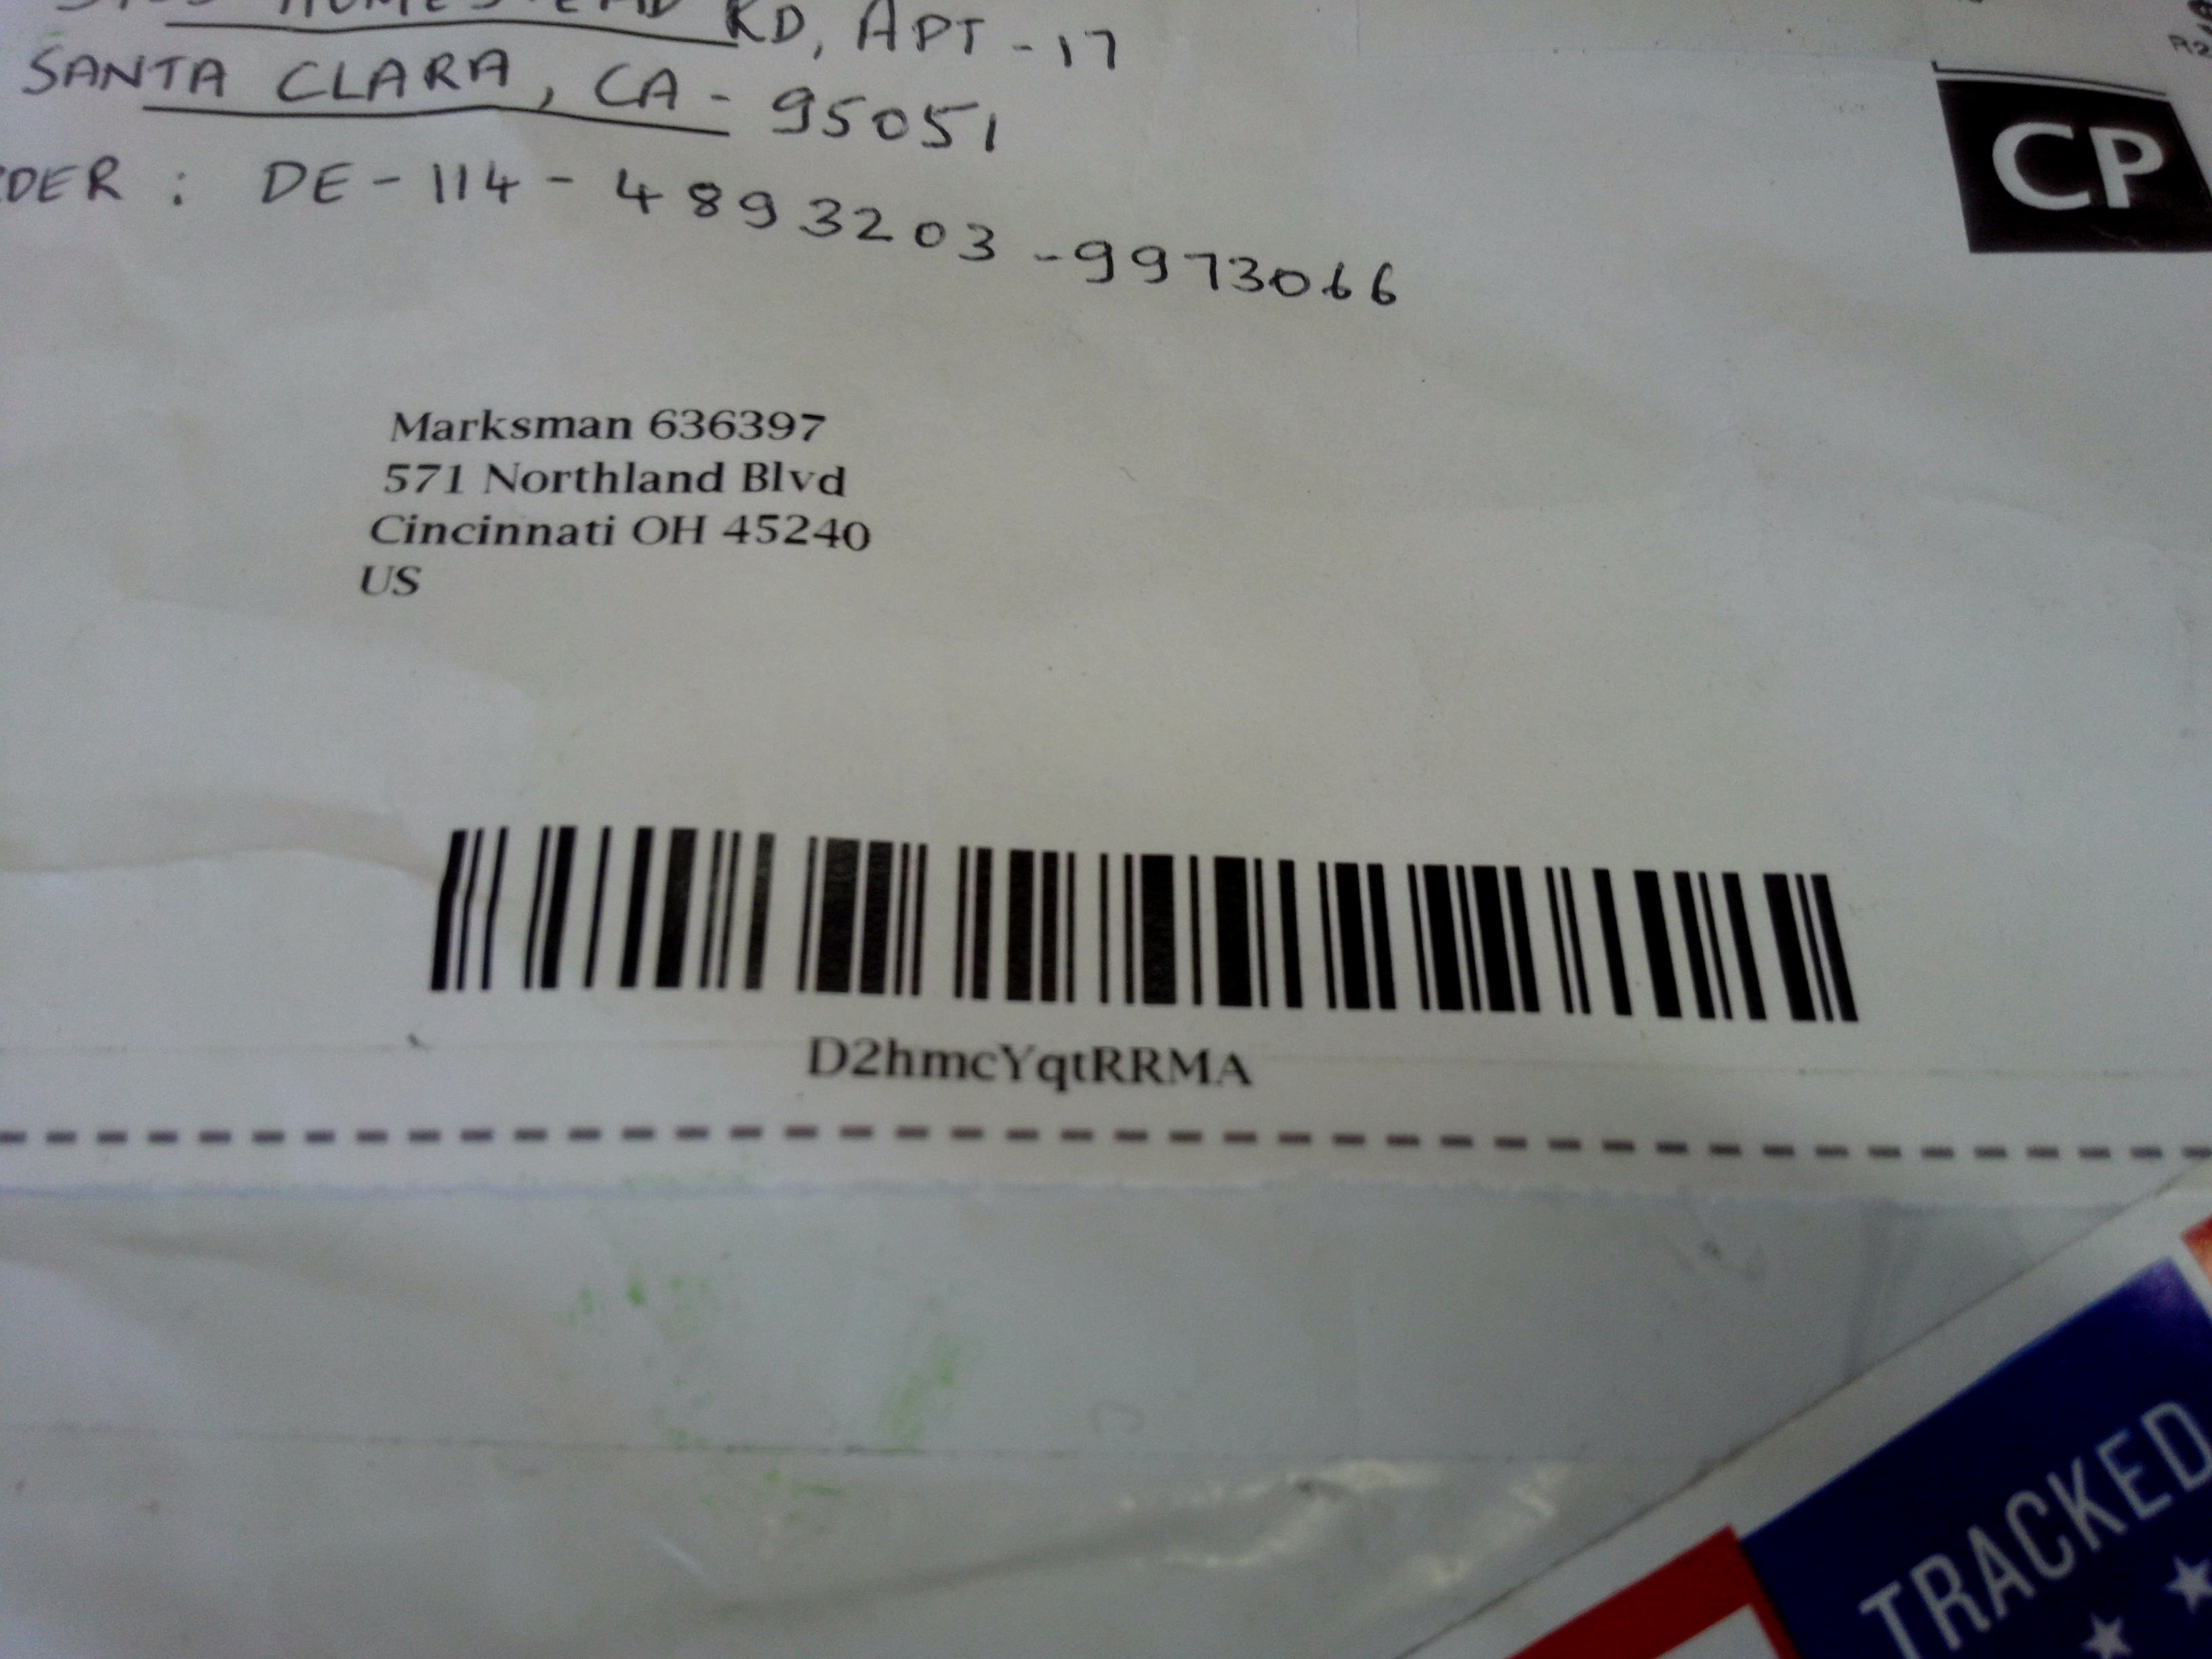 HOMESTEAD RD, APT - 17
SANTA CLARA, CA - 95051
DER : DE - 114 - 4893203 - 9973066
CP
Marksman 636397
571 Northland Blvd
Cincinnati OH 45240
US
D2hmcYqtRRMA
TRACKED